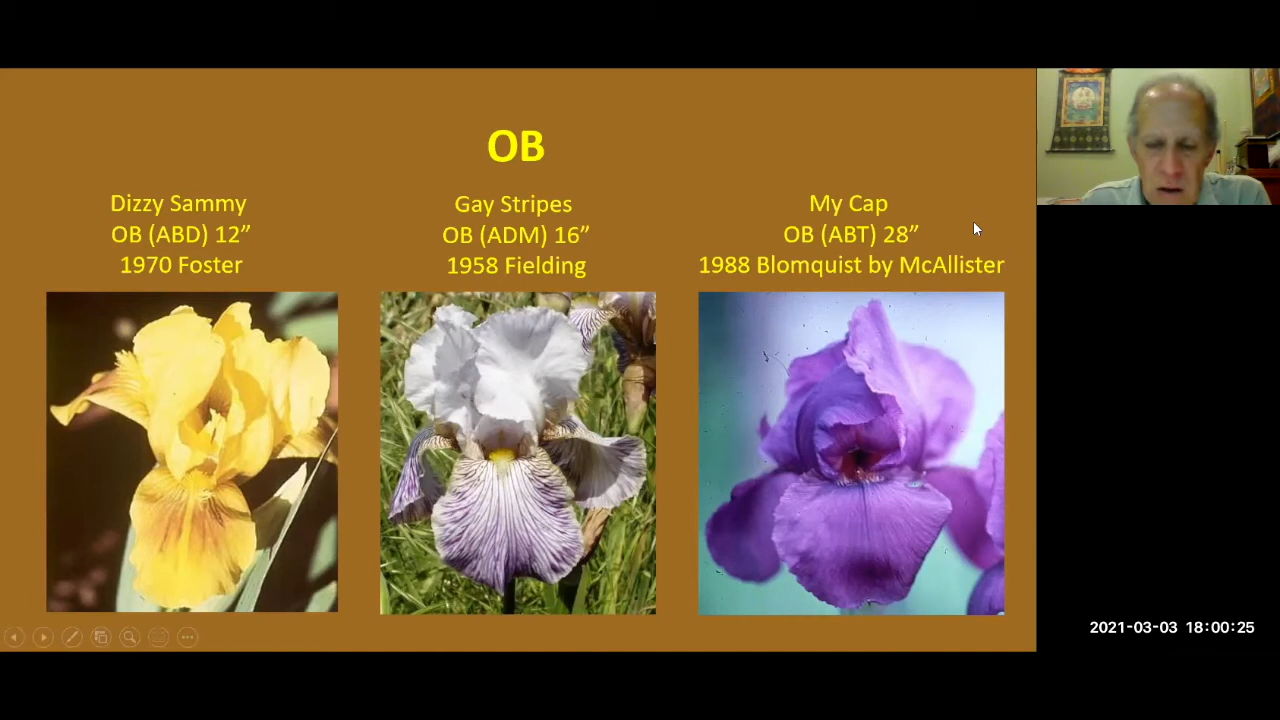 OB
Dizzy Sammy
OB (ABD) 12”
1970 Foster
Gay Stripes
OB (ADM) 16”
1958 Fielding
My Cap
OB (ABT) 28”
1988 Blomquist by McAllister
2021-03-03 18:00:25